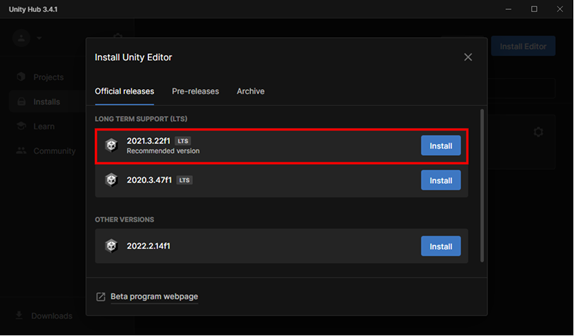 Unity Hub 3.4.1
Install Editor
Projects
Installs
Learn
Community
Downloads
Install Unity Editor
Official releases
Pre-releases
Archive
LONG TERM SUPPORT (LTS)
2021.3.22f1 LTS
Recommended version
Install
2020.3.47f1 LTS
Install
OTHER VERSIONS
2022.2.14f1
Install
Beta program webpage